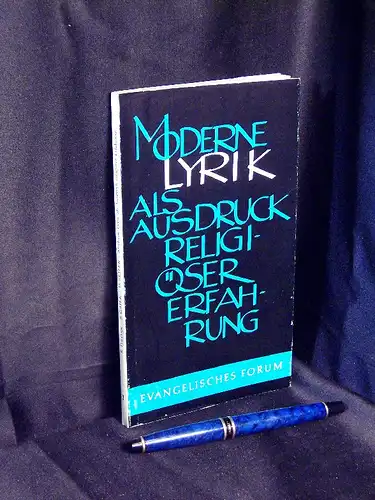 MODERNE
LYRIK
ALS
AUSDRUCK
RELIGI-
ÖSER
ERFAH-
RUNG
EVANGELISCHES FORUM